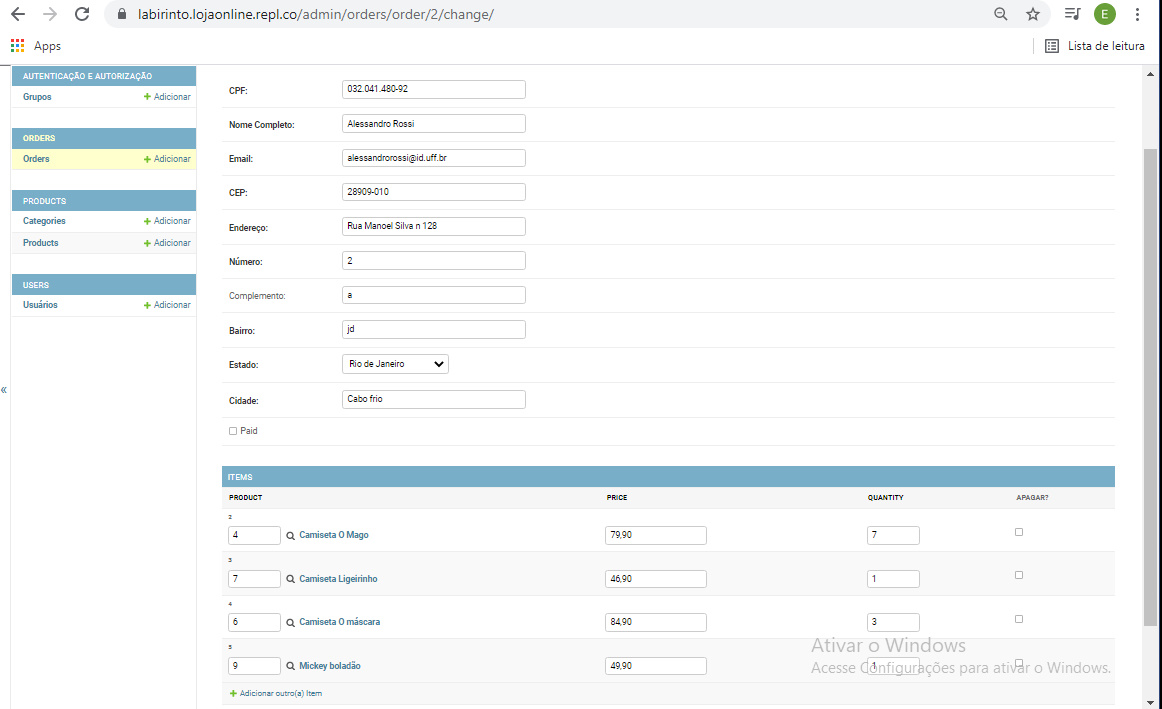 labirinto.lojaonline.repl.co/admin/orders/order/2/change/
E
Apps
Lista de leitura
AUTENTICAÇÃO E AUTORIZAÇÃO
Grupos + Adicionar
ORDERS
Orders + Adicionar
PRODUCTS
Categories + Adicionar
Products + Adicionar
USERS
Usuários + Adicionar
«
CPF: 032.041.480-92
Nome Completo: Alessandro Rossi
Email: alessandrorossi@id.uff.br
CEP: 28909-010
Endereço: Rua Manoel Silva n 128
Número: 2
Complemento: a
Bairro: jd
Estado: Rio de Janeiro
Cidade: Cabo frio
Paid
ITEMS
PRODUCT PRICE QUANTITY APAGAR?
2
4 Camiseta O Mago 79,90 7
3
7 Camiseta Ligeirinho 46,90 1
4
6 Camiseta O máscara 84,90 3
5
9 Mickey boladão 49,90 1
+ Adicionar outro(a) Item
Ativar o Windows
Acesse Configurações para ativar o Windows.